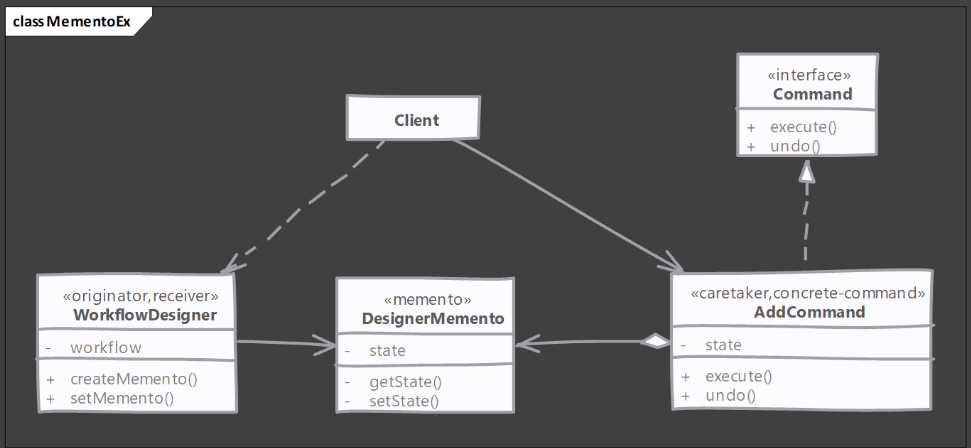 class MementoEx
«interface»
Command
+ execute()
+ undo()
Client
«originator,receiver»
WorkflowDesigner
- workflow
+ createMemento()
+ setMemento()
«memento»
DesignerMemento
- state
- getState()
- setState()
«caretaker,concrete-command»
AddCommand
- state
+ execute()
+ undo()